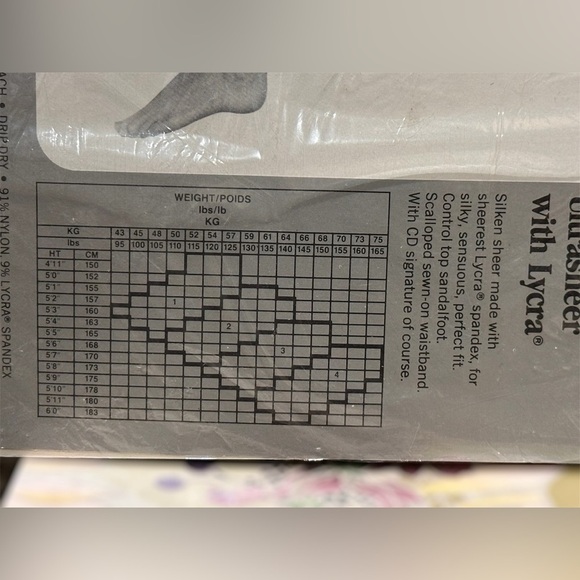 WEIGHT/POIDS
lbs/lb
KG
KG 43 45 48 50 52 54 57 59 61 64 66 68 70 73 75
lbs 95 100 105 110 115 120 125 130 135 140 145 150 155 160 165
HT CM
4'11" 150
5'0" 152
5'1" 155
5'2" 157
5'3" 160
5'4" 163
5'5" 165
5'6" 168
5'7" 170
5'8" 173
5'9" 175
5'10" 178
5'11" 180
6'0" 183
1
2
3
4
Ultrasheer
with Lycra®
Silken sheer made with
sheerest Lycra® spandex, for
silky, sensuous, perfect fit.
Control top sandalfoot.
Scalloped sewn-on waistband.
With CD signature of course.
• DRIP DRY • 91% NYLON, 9% LYCRA® SPANDEX